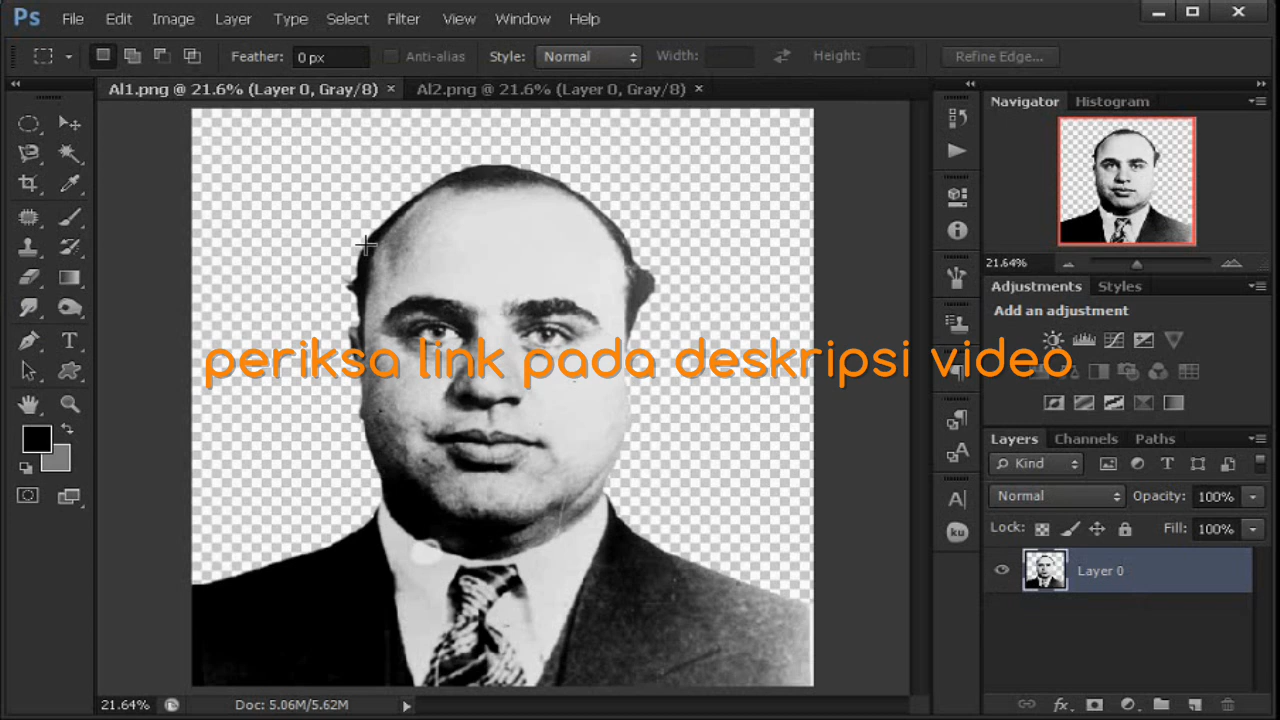 Ps File Edit Image Layer Type Select Filter View Window Help
Feather: 0 px Anti-alias Style: Normal Width: Height: Refine Edge...
Al1.png @ 21.6% (Layer 0, Gray/8) × Al2.png @ 21.6% (Layer 0, Gray/8) ×
Navigator Histogram
21.64%
Adjustments Styles
Add an adjustment
periksa link pada deskripsi video
Layers Channels Paths
Kind
Normal Opacity: 100%
Lock: Fill: 100%
ku
Layer 0
21.64% Doc: 5.06M/5.62M